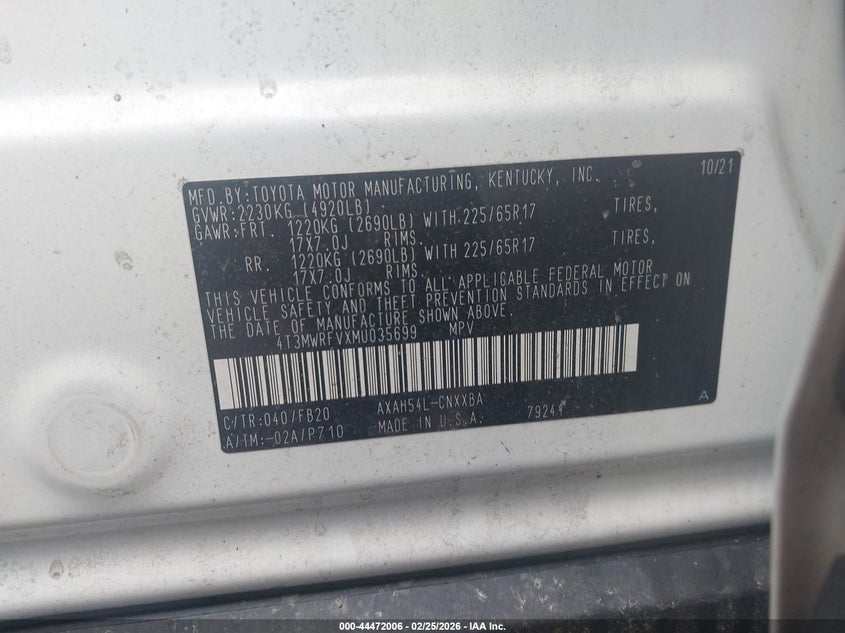 MFD.BY:TOYOTA MOTOR MANUFACTURING, KENTUCKY, INC. 10/21
GVWR:2230KG (4920LB)
GAWR:FRT. 1220KG (2690LB) WITH 225/65R17 TIRES,
17X7.0J RIMS.
RR. 1220KG (2690LB) WITH 225/65R17 TIRES,
17X7.0J RIMS.
THIS VEHICLE CONFORMS TO ALL APPLICABLE FEDERAL MOTOR
VEHICLE SAFETY AND THEFT PREVENTION STANDARDS IN EFFECT ON
THE DATE OF MANUFACTURE SHOWN ABOVE.
4T3MWRFVXMU035699 MPV
C/TR:040/FB20 AXAH54L-CNXXBA 79241 A
A/TM:-02A/P710 MADE IN U.S.A.
000-44472006 - 02/25/2026 - IAA Inc.